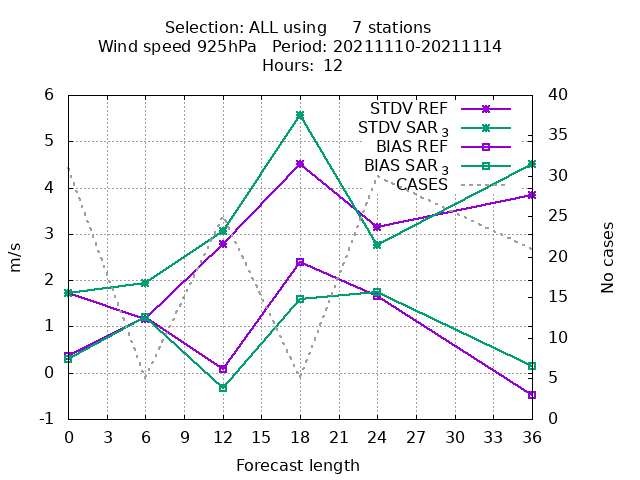 Selection: ALL using 7 stations
Wind speed 925hPa Period: 20211110-20211114
Hours: 12
STDV REF
STDV SAR 3
BIAS REF
BIAS SAR 3
CASES
6
5
4
3
2
1
0
-1
m/s
40
35
30
25
20
15
10
5
0
No cases
0 3 6 9 12 15 18 21 24 27 30 33 36
Forecast length